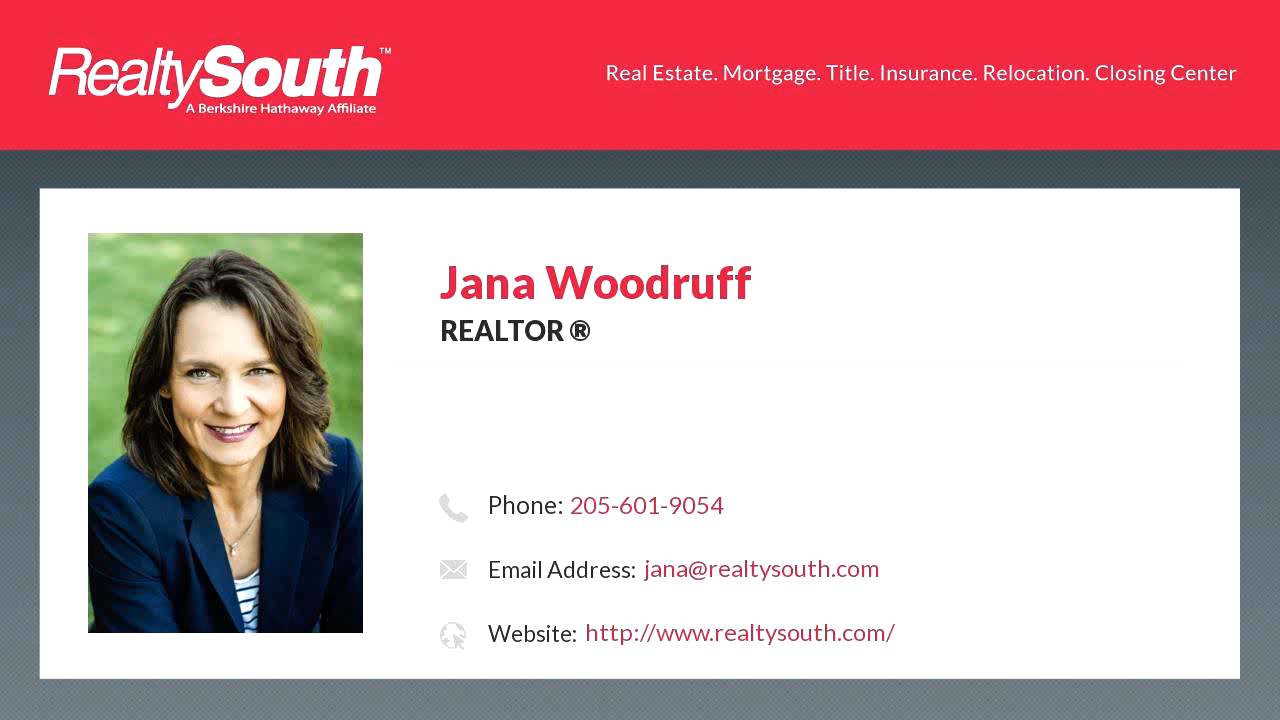 RealtySouth™
A Berkshire Hathaway Affiliate
Real Estate. Mortgage. Title. Insurance. Relocation. Closing Center
Jana Woodruff
REALTOR ®
Phone: 205-601-9054
Email Address: jana@realtysouth.com
Website: http://www.realtysouth.com/